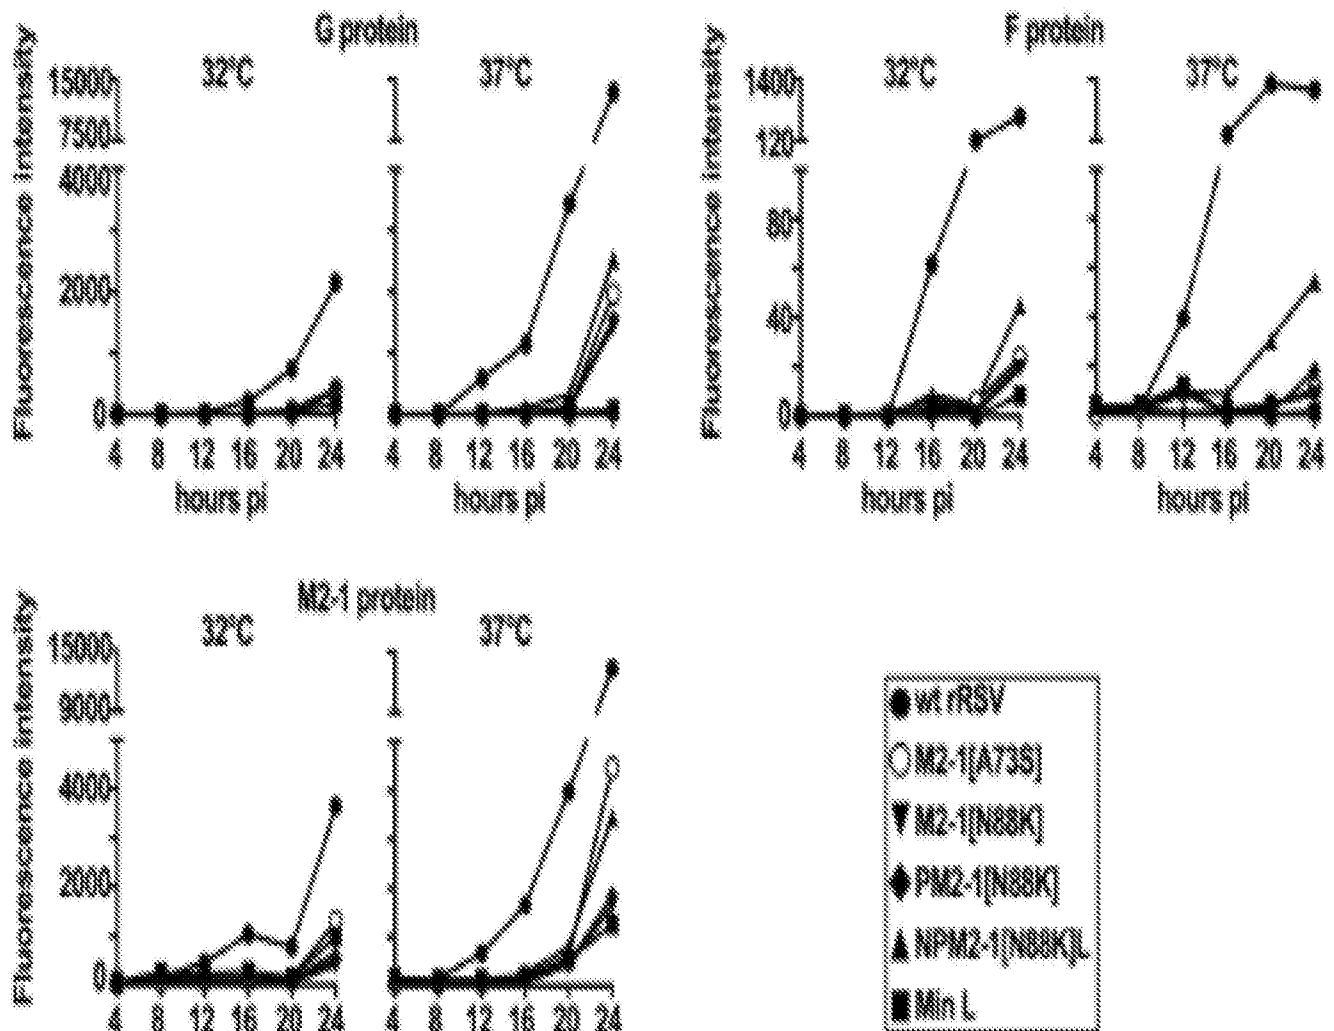 G protein
32°C
37°C
Fluorescence intensity
15000
7500
4000
2000
0
4 8 12 16 20 24
4 8 12 16 20 24
hours pi
hours pi
F protein
32°C
37°C
Fluorescence intensity
1400
120
80
40
0
4 8 12 16 20 24
4 8 12 16 20 24
hours pi
hours pi
M2-1 protein
32°C
37°C
Fluorescence intensity
15000
9000
4000
2000
0
4 8 12 16 20 24
4 8 12 16 20 24
wt rRSV
M2-1[A73S]
M2-1[N88K]
PM2-1[N88K]
NPM2-1[N88K]L
Min L